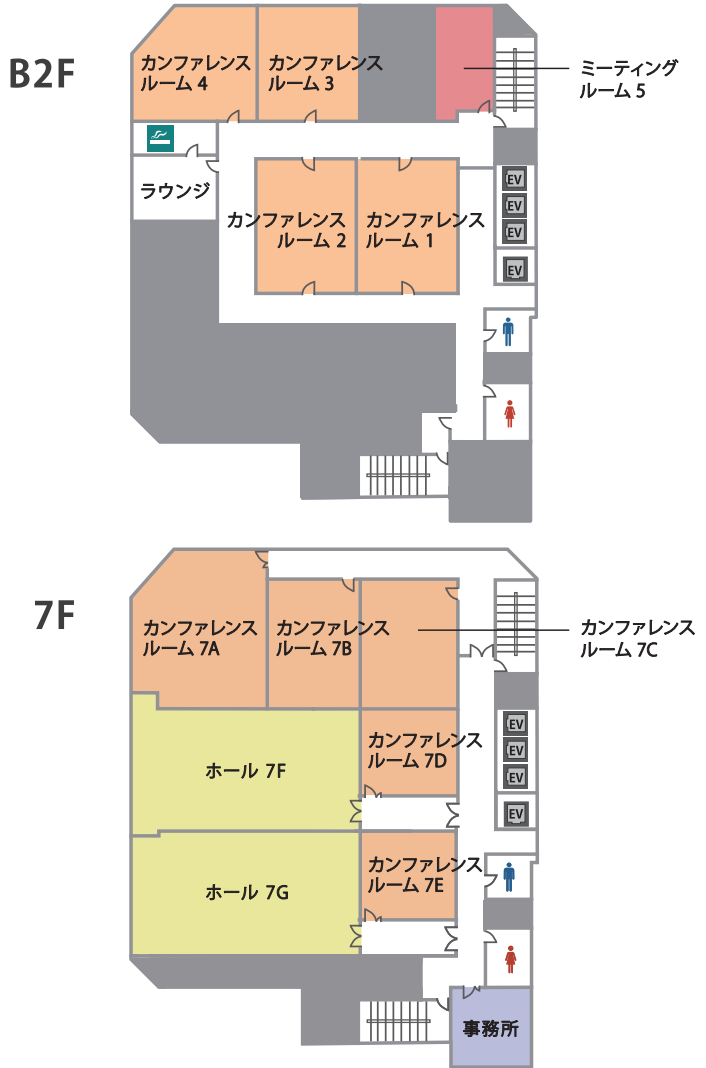 B2F
カンファレンス
ルーム 4
カンファレンス
ルーム 3
ミーティング
ルーム 5
ラウンジ
カンファレンス
ルーム 2
カンファレンス
ルーム 1
EV
EV
EV
EV
7F
カンファレンス
ルーム 7A
カンファレンス
ルーム 7B
カンファレンス
ルーム 7C
ホール 7F
カンファレンス
ルーム 7D
EV
EV
EV
EV
ホール 7G
カンファレンス
ルーム 7E
事務所